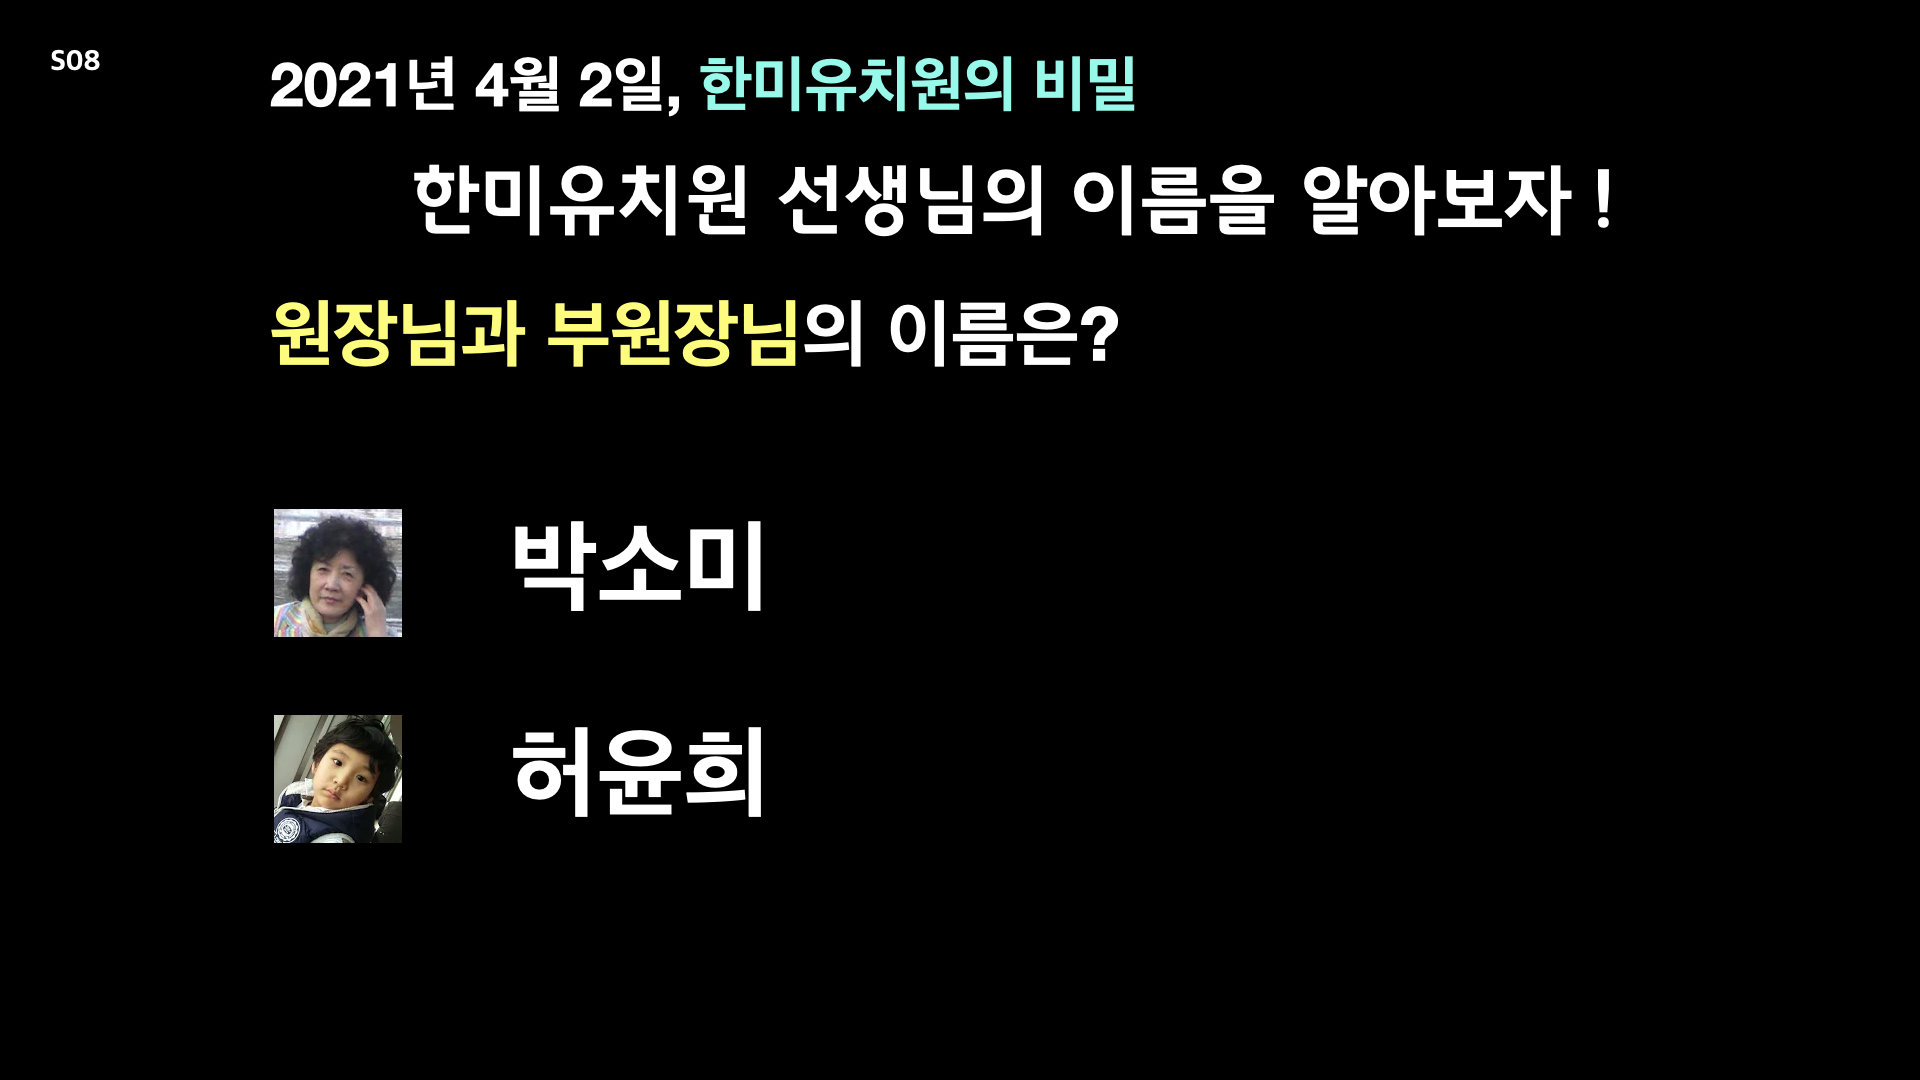 S08
2021년 4월 2일, 한미유치원의 비밀
한미유치원 선생님의 이름을 알아보자 !
원장님과 부원장님의 이름은?
박소미
허윤희